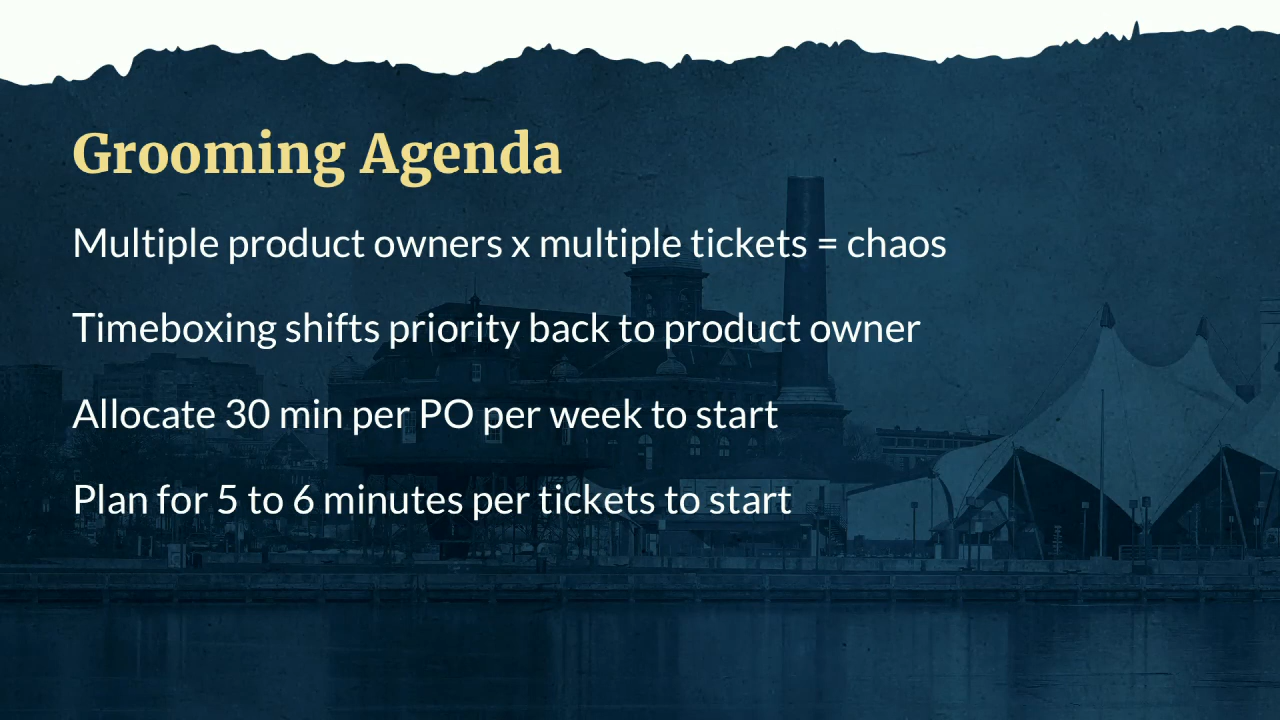 Grooming Agenda
Multiple product owners x multiple tickets = chaos
Timeboxing shifts priority back to product owner
Allocate 30 min per PO per week to start
Plan for 5 to 6 minutes per tickets to start